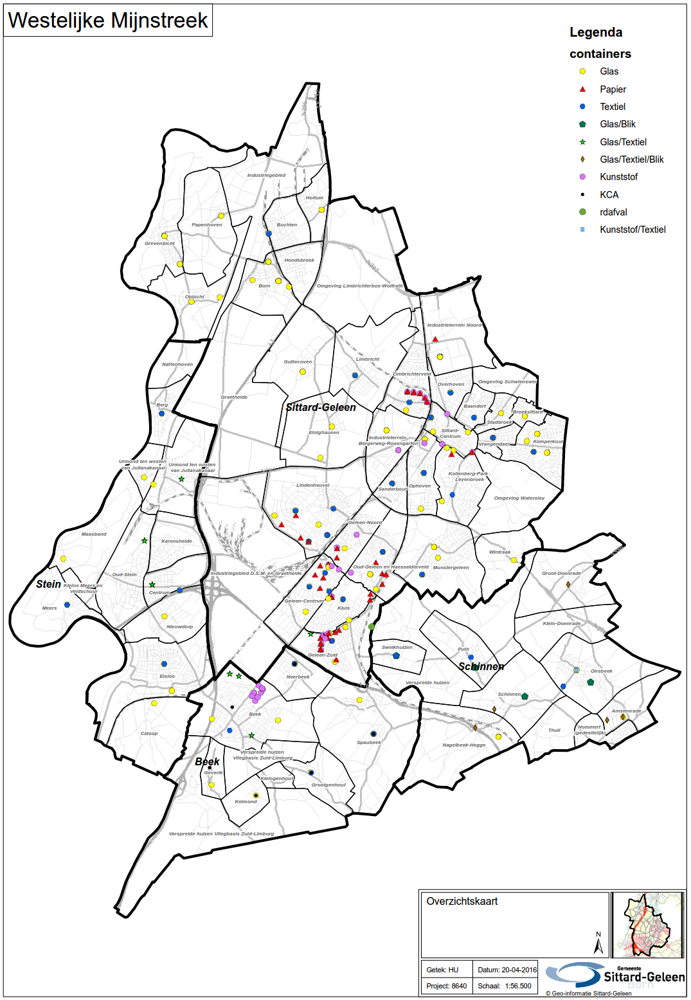 Westelijke Mijnstreek
Legenda
containers
Glas
Papier
Textiel
Glas/Blik
Glas/Textiel
Glas/Textiel/Blik
Kunststof
KCA
rdafval
Kunststof/Textiel
N296
Industriegebied
Holtum
Papenhoven
Buchten
Grevenbicht
Hondsbroek
N297
Born
Omgeving Limbrichterbos-Wolfrath
Obbicht
Industrieterrein Noord
Nattenhoven
Guttecoven
Limbricht
Limbrichterveld
Overhoven
Omgeving Schwienswei
Graetheide
Berg
Sittard-Geleen
Baandert
Broeksittard
Stadbroek
Einighausen
Industrieterrein
Bergerweg-Rosengarten
Sittard-
Centrum
Vrangendael
Kemperkoul
Urmond ten westen
van Julianakanaal
Urmond ten oosten
van Julianakanaal
Lindenheuvel
Sanderbout
Ophoven
Kollenberg-Park .
Leyenbroek
Omgeving Watersley
Geleen-Noord
Maasband
Kerensheide
Wintraak
Oud-Stein
Industriegebied D.S.M. en Graetheide
Oud-Geleen en Haesselderveld
Munstergeleen
Groot-Doenrade
Stein
Kleine Meers en
Veldschuur
Centrum
Meers
Geleen-Centrum
Kluis
Nieuwdorp
Klein-Doenrade
Geleen-Zuid
Sweikhuizen
Puth
Schinnen
Elsloo
Neerbeek
Verspreide huizen
Oirsbeek
Schinnen
Beek
Amstenrade
Catsop
Spaubeek
Nagelbeek-Hegge
Thull
Hommert
(gedeeltelijk)
Verspreide huizen
Vliegbasis Zuid-Limburg
Beek
Geverik
Kleingenhout
Grootgenhout
Kelmond
Verspreide huizen Vliegbasis Zuid-Limburg
Overzichtskaart
N
Getek: HU
Datum: 20-04-2016
Project: 8640
Schaal: 1:56.500
Gemeente
Sittard-Geleen
Born
© Geo-informatie Sittard-Geleen